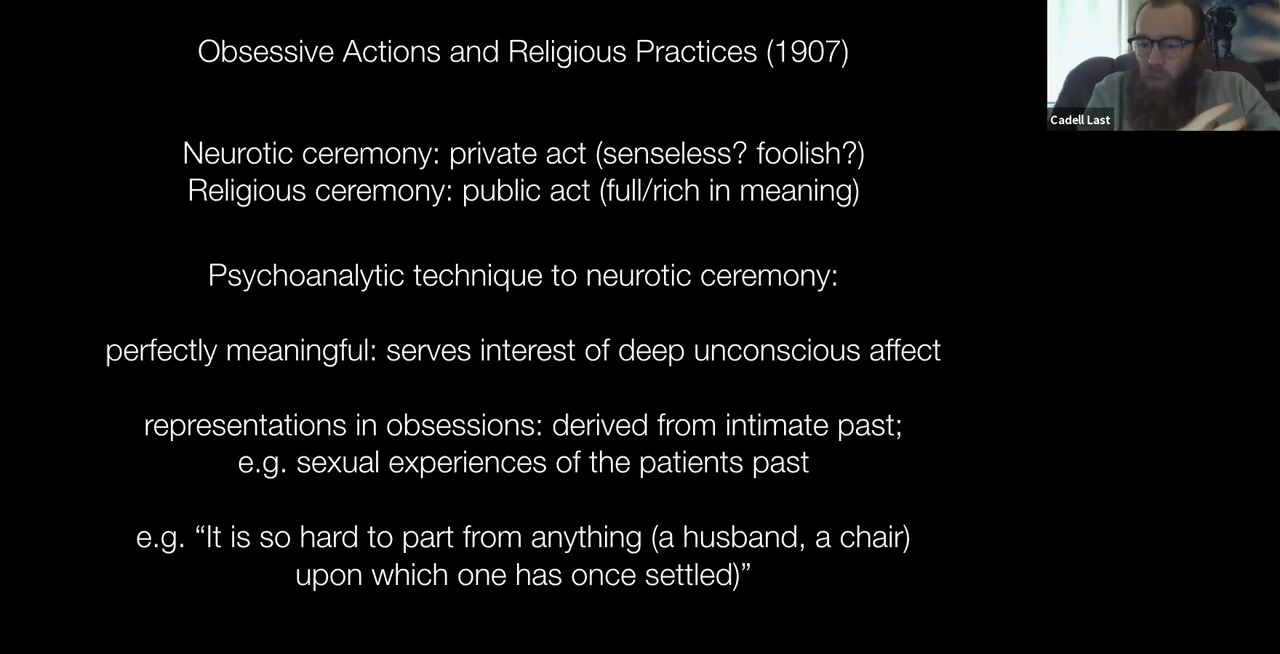 Obsessive Actions and Religious Practices (1907)
Cadell Last
Neurotic ceremony: private act (senseless? foolish?)
Religious ceremony: public act (full/rich in meaning)
Psychoanalytic technique to neurotic ceremony:
perfectly meaningful: serves interest of deep unconscious affect
representations in obsessions: derived from intimate past;
e.g. sexual experiences of the patients past
e.g. “It is so hard to part from anything (a husband, a chair)
upon which one has once settled)”